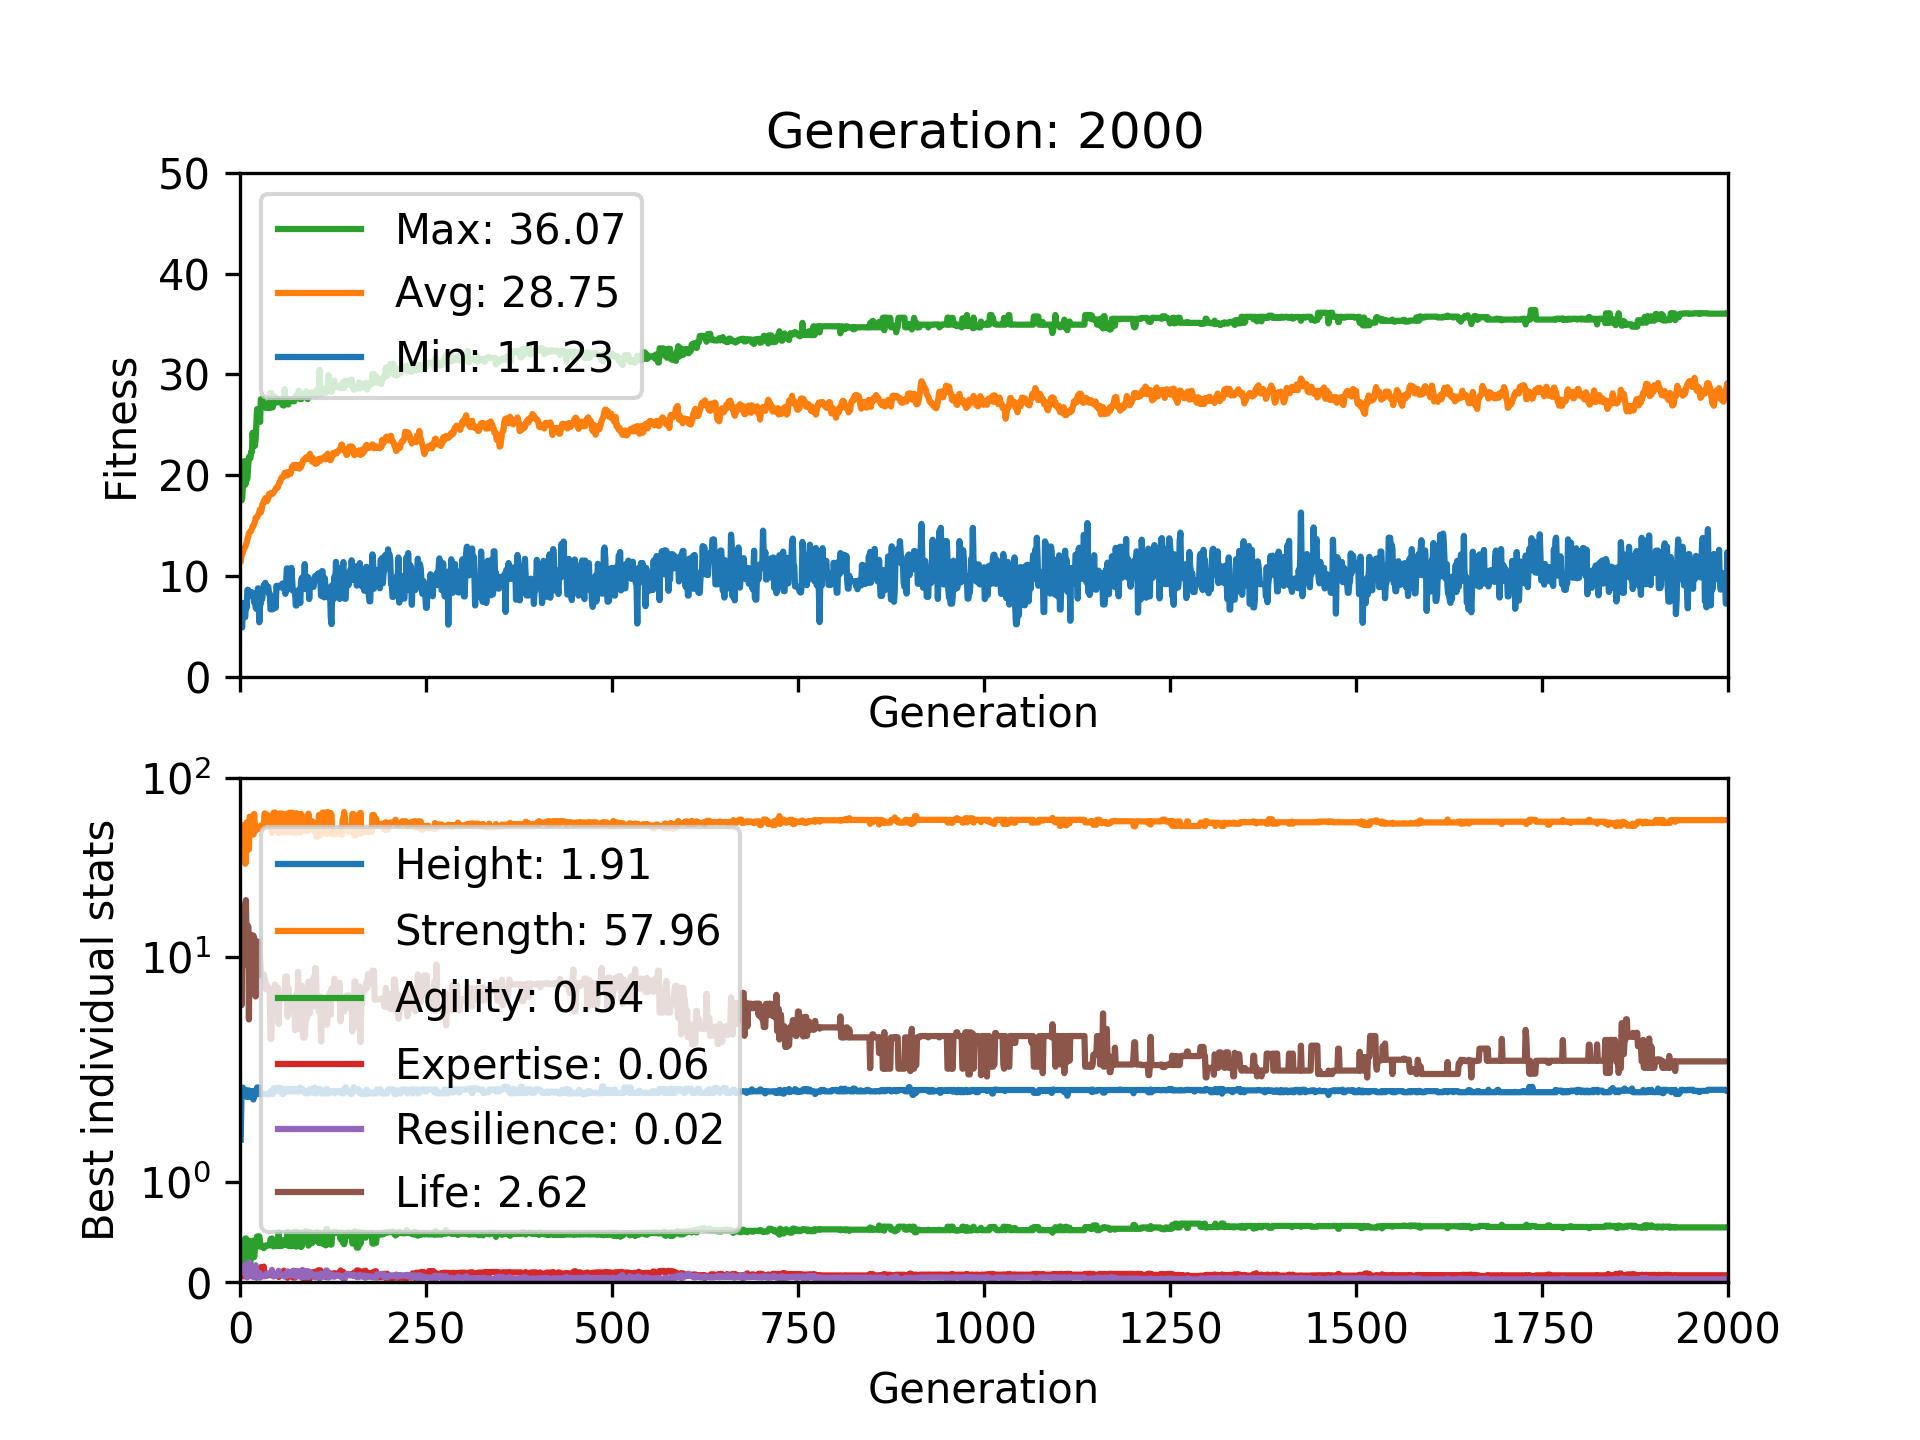 Generation: 2000
50
40
30
20
10
0
Fitness
Max: 36.07
Avg: 28.75
Min: 11.23
Generation
10²
10¹
10⁰
0
Best individual stats
Height: 1.91
Strength: 57.96
Agility: 0.54
Expertise: 0.06
Resilience: 0.02
Life: 2.62
0 250 500 750 1000 1250 1500 1750 2000
Generation